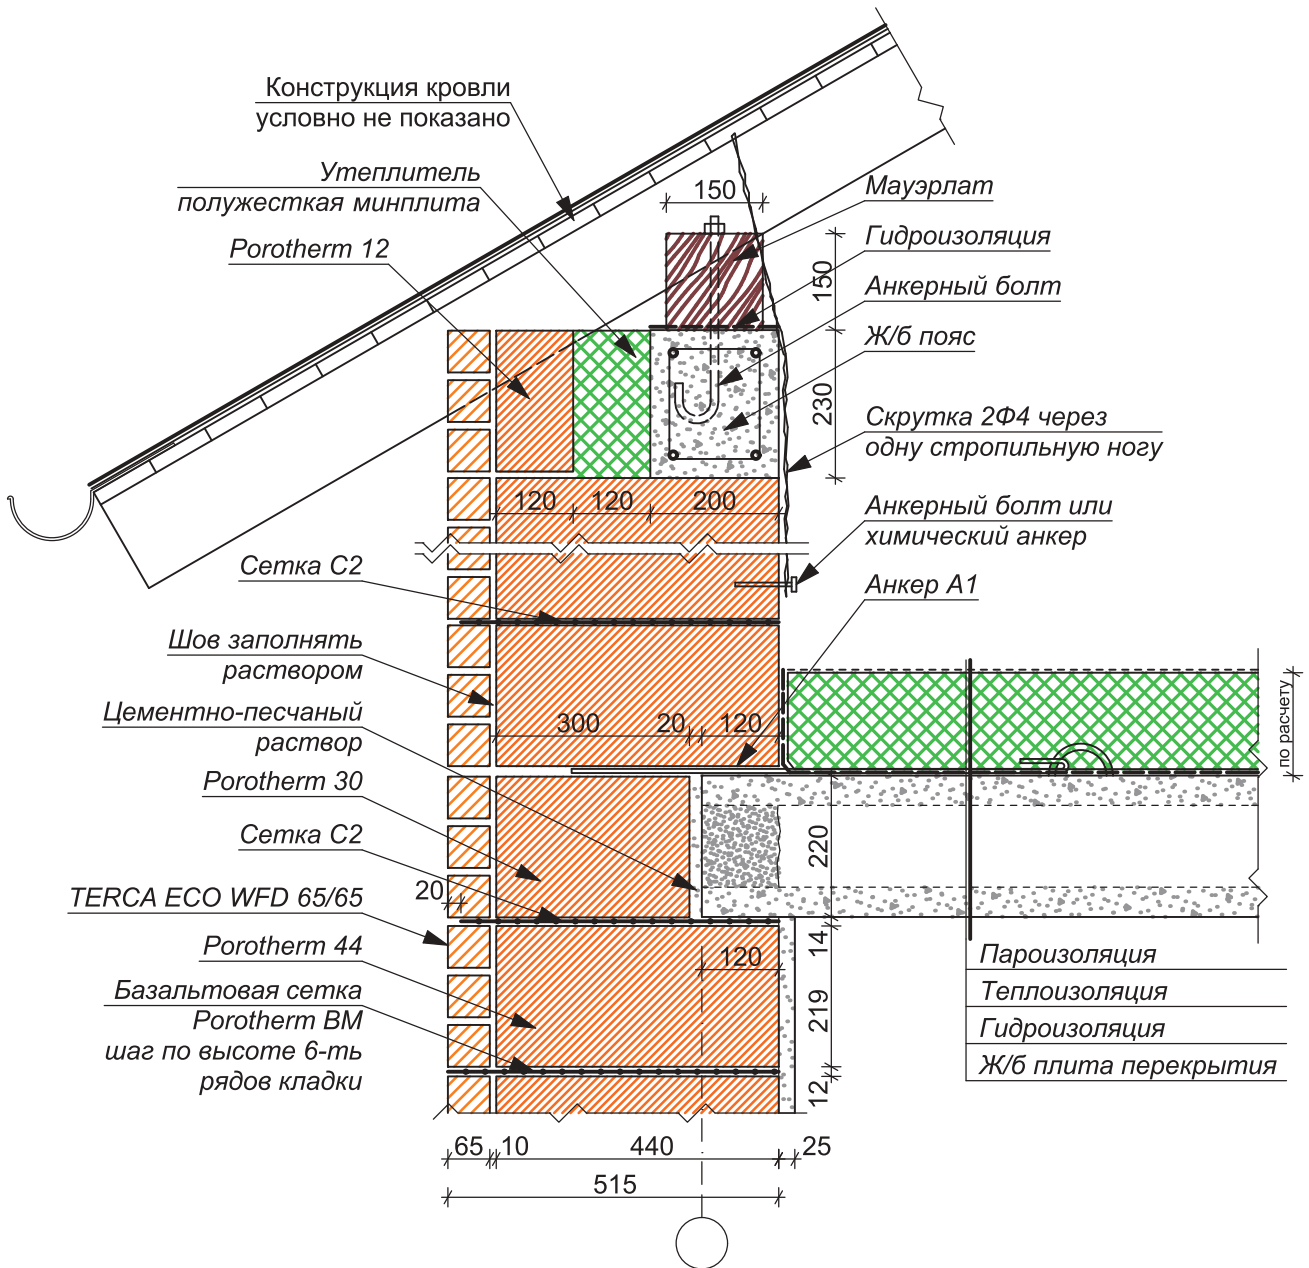 Конструкция кровли
условно не показано
Утеплитель
полужесткая минплита
Porotherm 12
150
Мауэрлат
Гидроизоляция
150
Анкерный болт
Ж/б пояс
230
Скрутка 2Ф4 через
одну стропильную ногу
120
120
200
Анкерный болт или
химический анкер
Сетка С2
Анкер А1
Шов заполнять
раствором
Цементно-песчаный
раствор
300
20
120
по расчету
Porotherm 30
Сетка С2
220
TERCA ECO WFD 65/65
20
Porotherm 44
120
14
Базальтовая сетка
Porotherm BM
шаг по высоте 6-ть
рядов кладки
219
12
Пароизоляция
Теплоизоляция
Гидроизоляция
Ж/б плита перекрытия
65
10
440
25
515